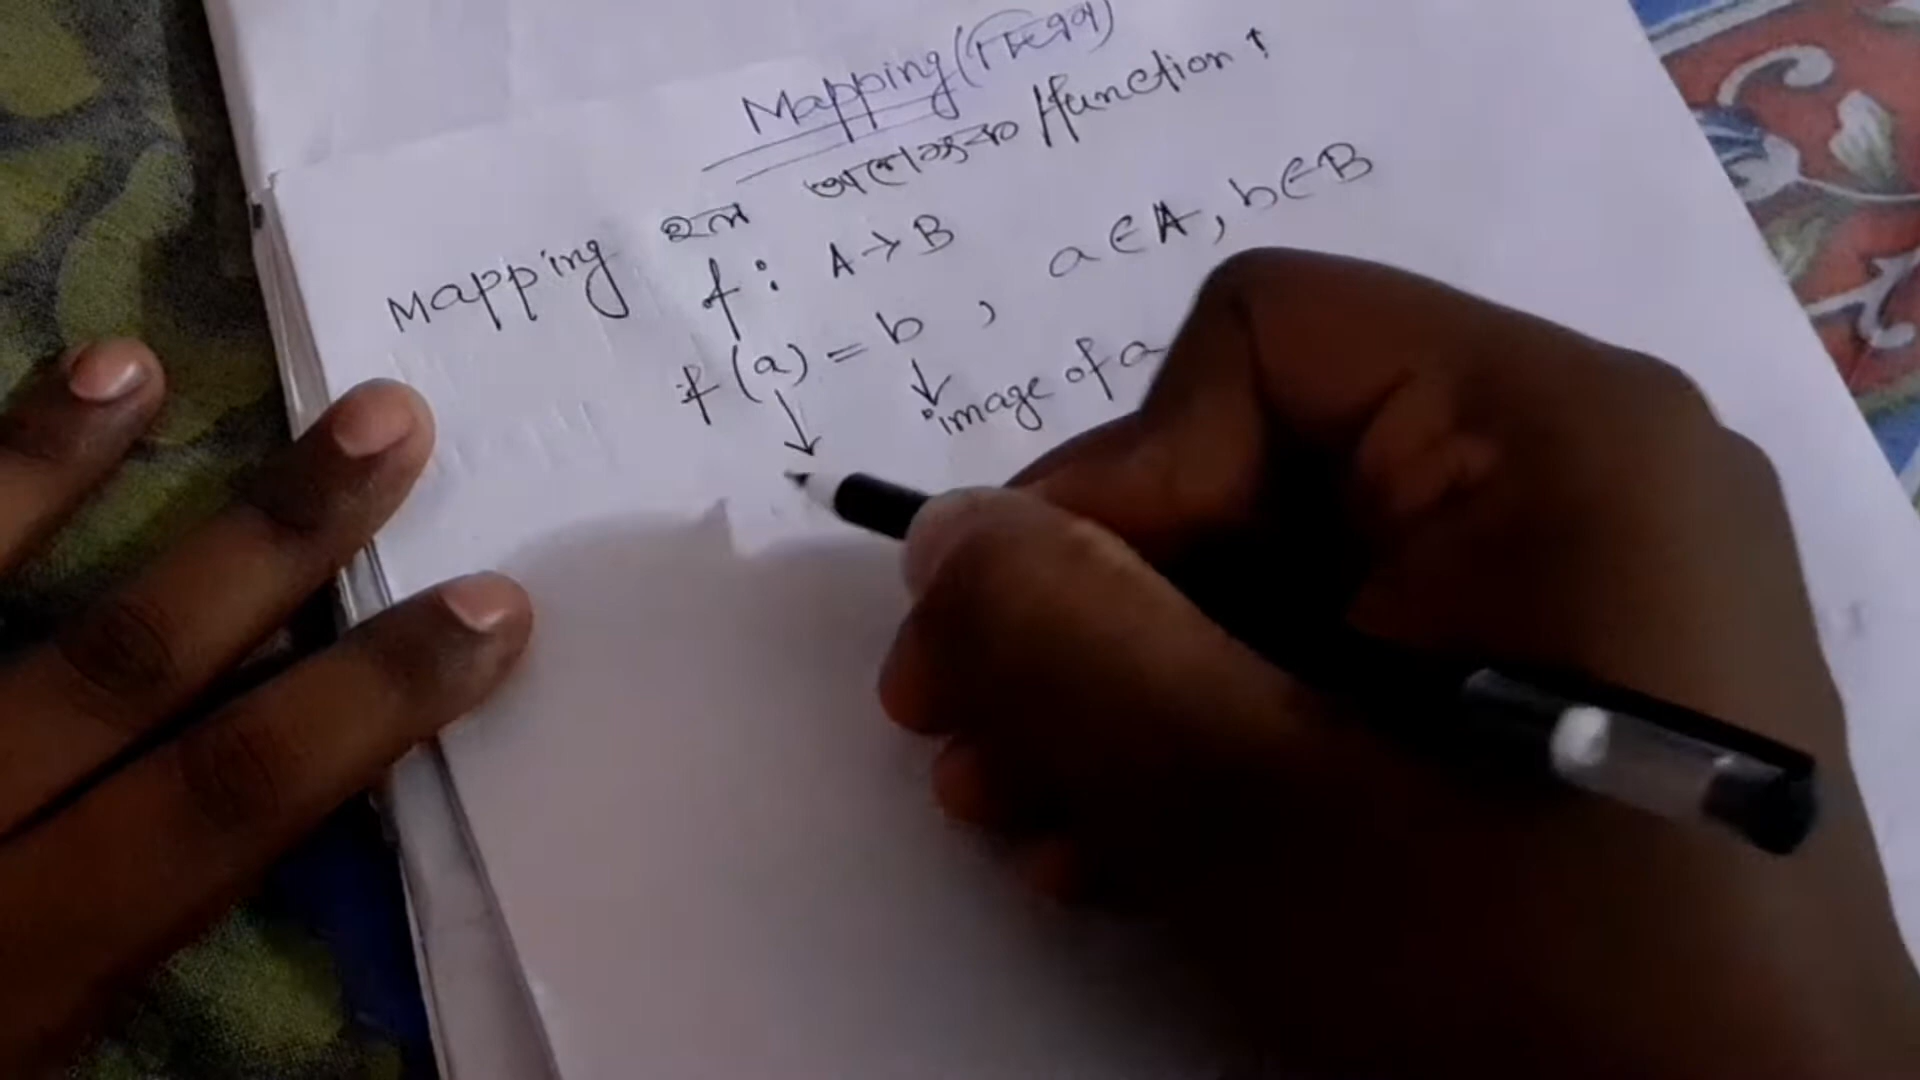 Mapping (চিত্রণ)
Mapping হল অপেক্ষক/function ।
f : A → B
f(a) = b , a ∈ A, b ∈ B
↓ ↓
image of a